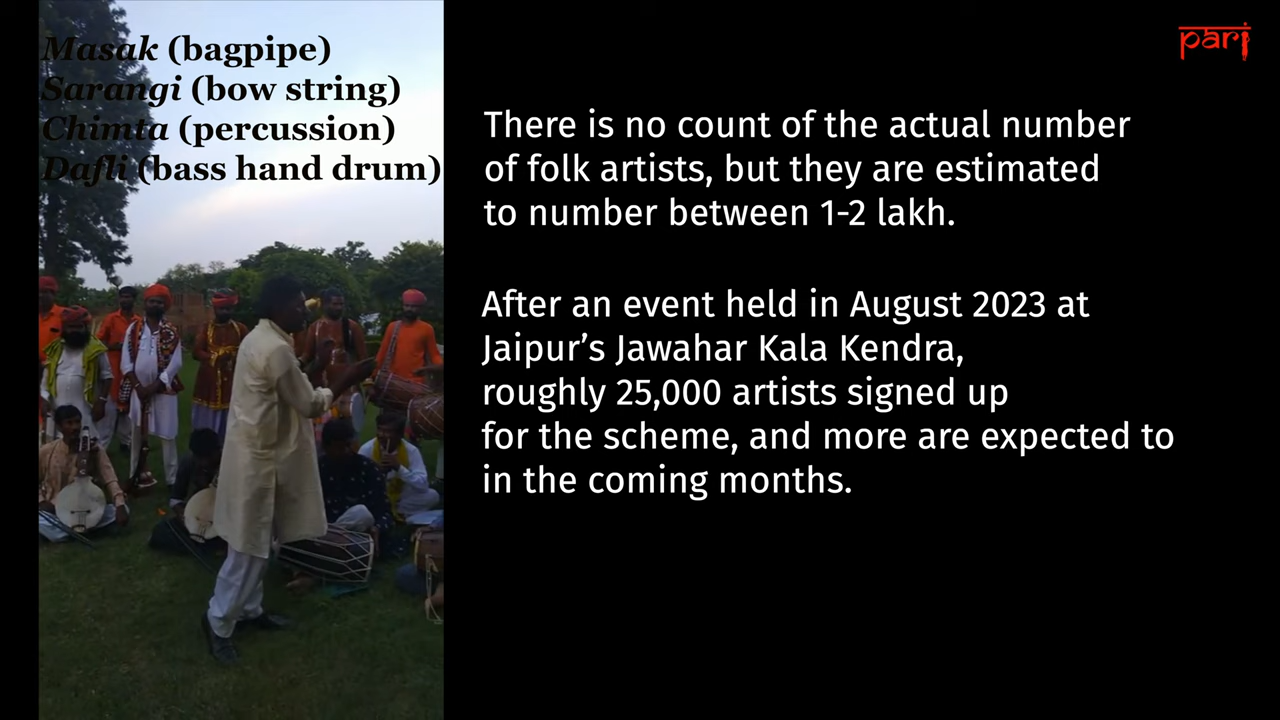 Masak (bagpipe)
Sarangi (bow string)
Chimta (percussion)
Dafli (bass hand drum)
pari
There is no count of the actual number
of folk artists, but they are estimated
to number between 1-2 lakh.
After an event held in August 2023 at
Jaipur’s Jawahar Kala Kendra,
roughly 25,000 artists signed up
for the scheme, and more are expected to
in the coming months.